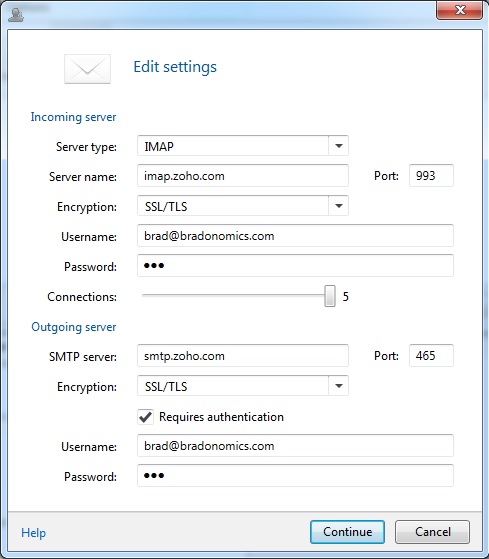 Edit settings
Incoming server
Server type: IMAP
Server name: imap.zoho.com Port: 993
Encryption: SSL/TLS
Username: brad@bradonomics.com
Password: •••
Connections: 5
Outgoing server
SMTP server: smtp.zoho.com Port: 465
Encryption: SSL/TLS
Requires authentication
Username: brad@bradonomics.com
Password: •••
Help Continue Cancel